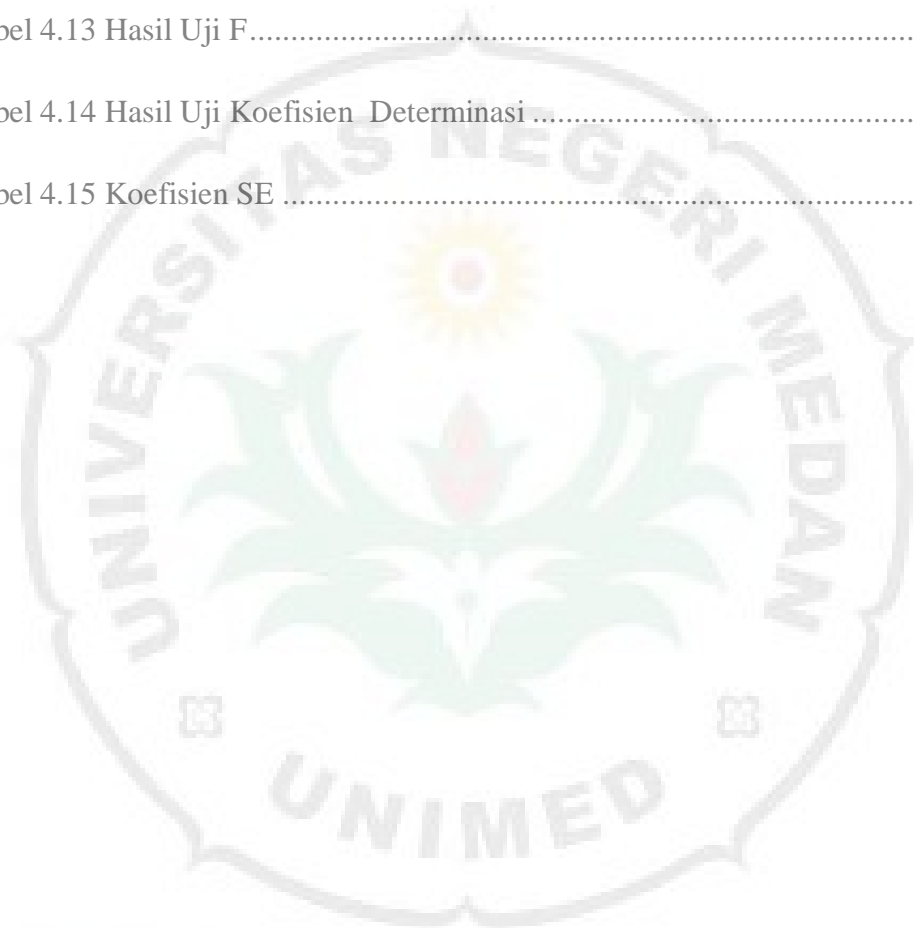 bel 4.13 Hasil Uji F
bel 4.14 Hasil Uji Koefisien Determinasi
bel 4.15 Koefisien SE
UNIVERSITAS NEGERI MEDAN
UNIMED